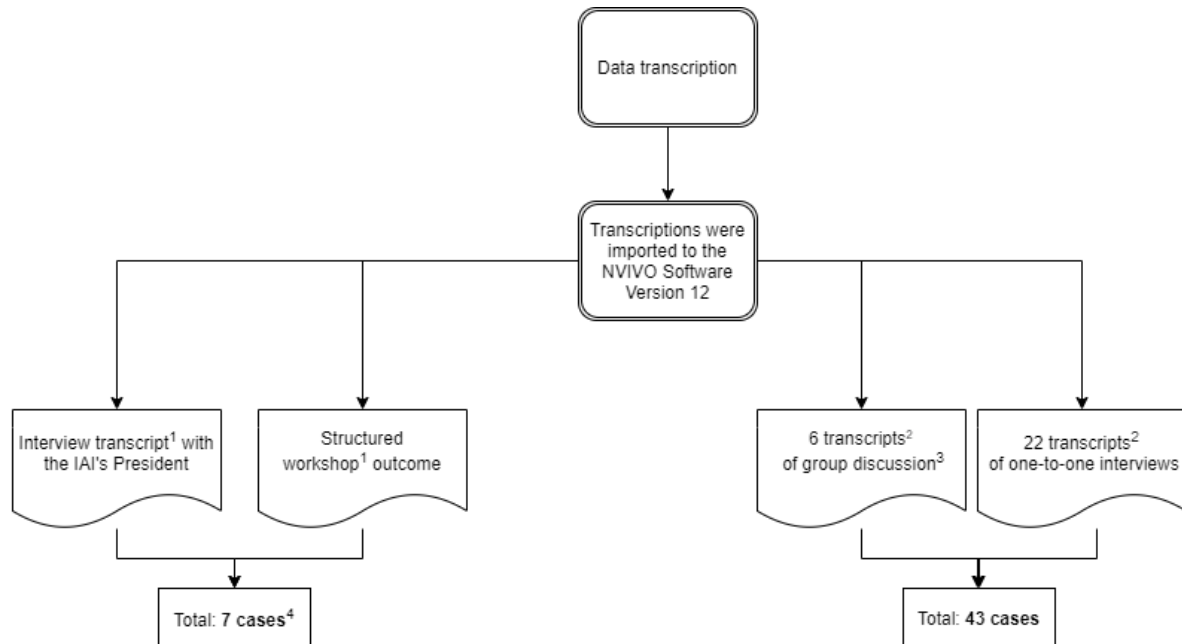 Data transcription
Transcriptions were
imported to the
NVIVO Software
Version 12
Interview transcript¹ with
the IAI's President
Structured
workshop¹ outcome
6 transcripts²
of group discussion³
22 transcripts²
of one-to-one interviews
Total: 7 cases⁴
Total: 43 cases